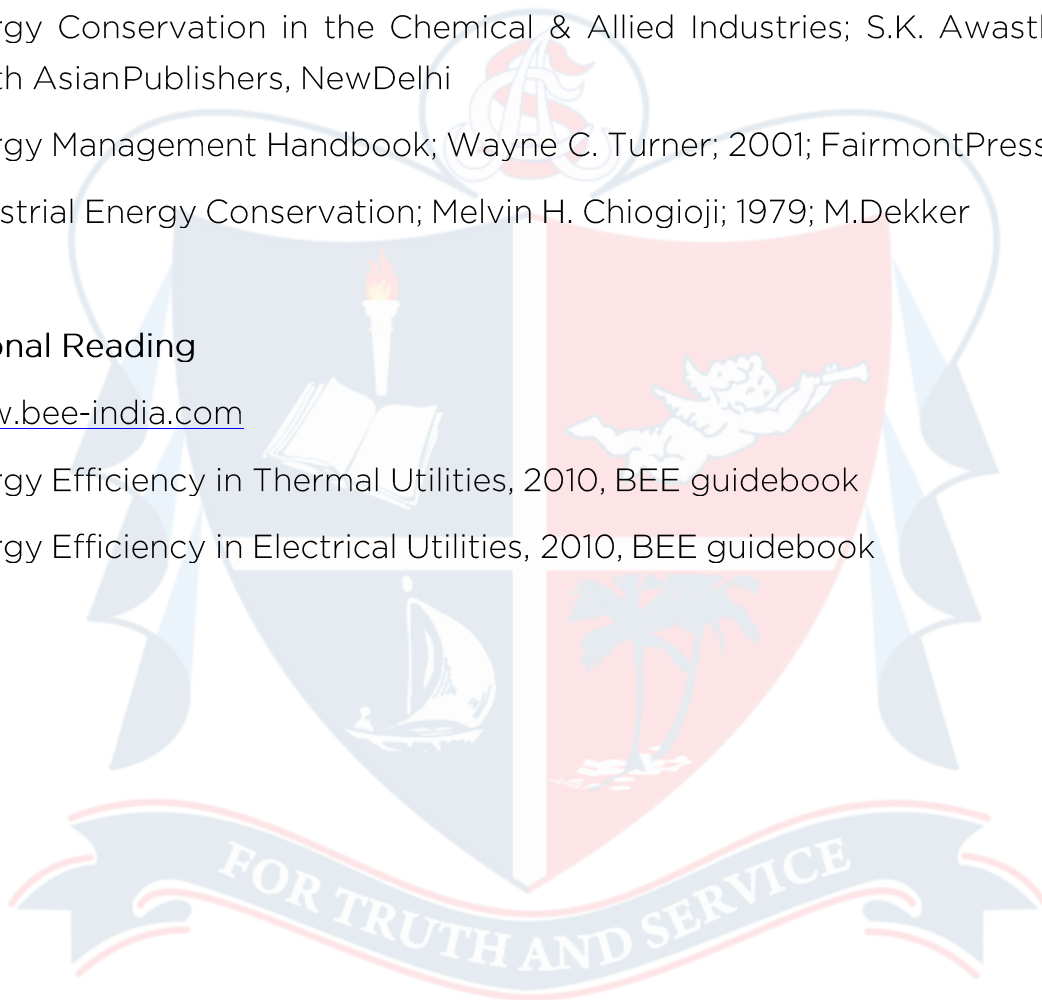 rgy Conservation in the Chemical & Allied Industries; S.K. Awast
th AsianPublishers, NewDelhi
rgy Management Handbook; Wayne C. Turner; 2001; FairmontPress
strial Energy Conservation; Melvin H. Chiogioji; 1979; M.Dekker
onal Reading
w.bee-india.com
rgy Efficiency in Thermal Utilities, 2010, BEE guidebook
rgy Efficiency in Electrical Utilities, 2010, BEE guidebook
FOR TRUTH AND SERVICE